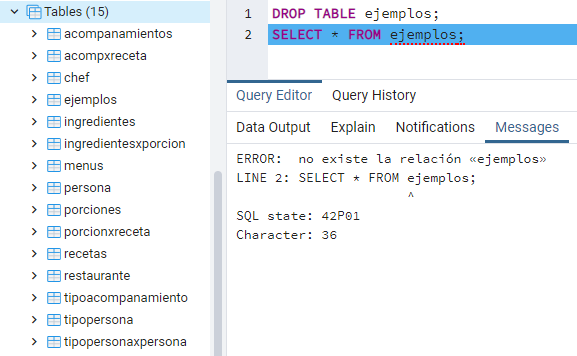 Tables (15)
acompanamientos
acompxreceta
chef
ejemplos
ingredientes
ingredientesxporcion
menus
persona
porciones
porcionxreceta
recetas
restaurante
tipoacompanamiento
tipopersona
tipopersonaxpersona
1 DROP TABLE ejemplos;
2 SELECT * FROM ejemplos;
Query Editor Query History
Data Output Explain Notifications Messages
ERROR: no existe la relación «ejemplos»
LINE 2: SELECT * FROM ejemplos;
^
SQL state: 42P01
Character: 36